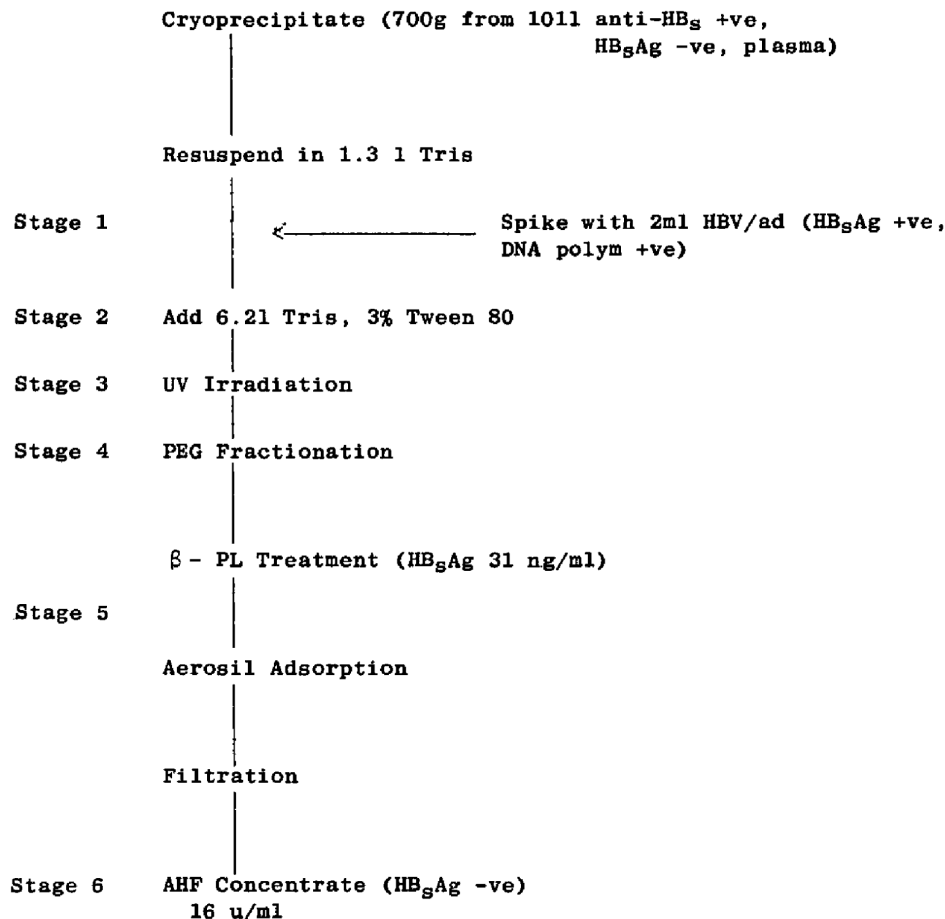 Cryoprecipitate (700g from 101l anti-HBs +ve,
HBsAg -ve, plasma)
Resuspend in 1.3 l Tris
Stage 1
Spike with 2ml HBV/ad (HBsAg +ve,
DNA polym +ve)
Stage 2 Add 6.2l Tris, 3% Tween 80
Stage 3 UV Irradiation
Stage 4 PEG Fractionation
β- PL Treatment (HBsAg 31 ng/ml)
Stage 5
Aerosil Adsorption
Filtration
Stage 6 AHF Concentrate (HBsAg -ve)
16 u/ml